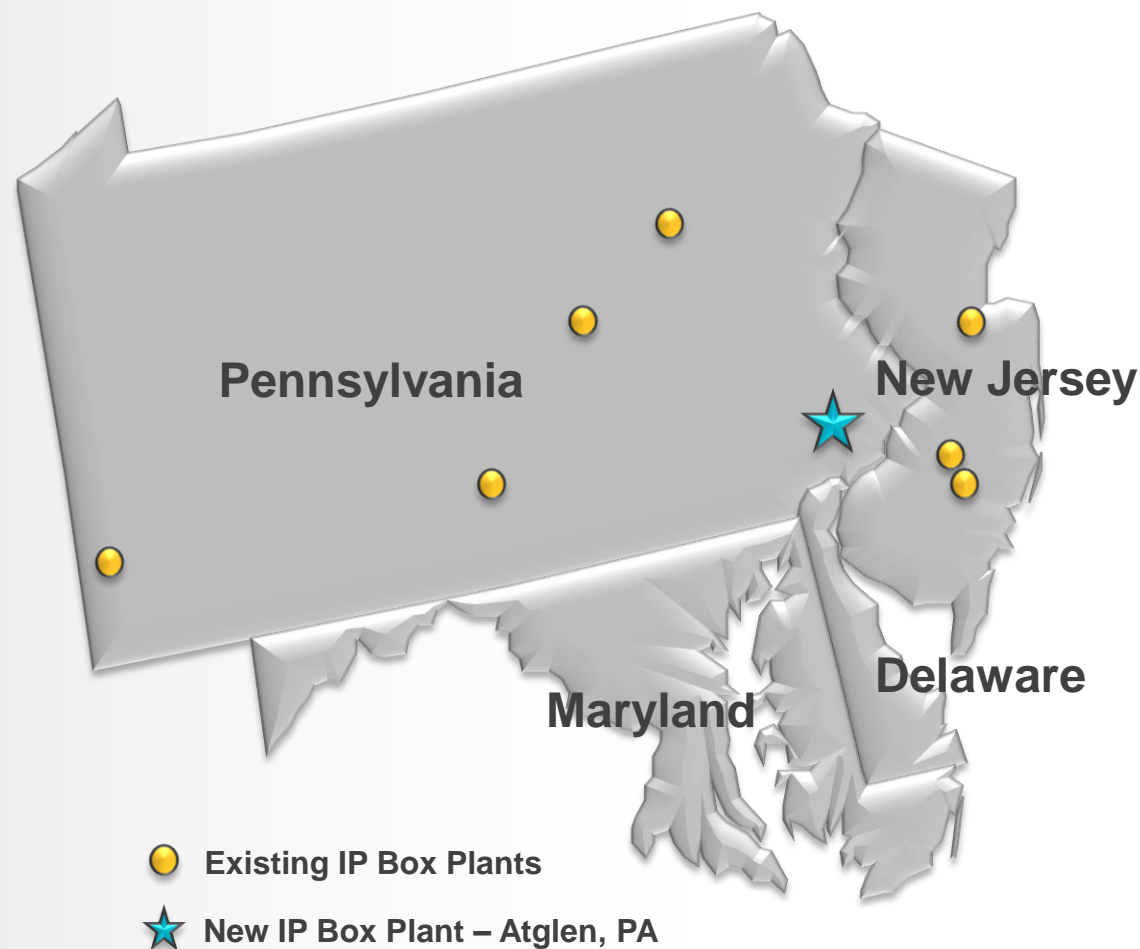 Pennsylvania
New Jersey
Delaware
Maryland
Existing IP Box Plants
New IP Box Plant – Atglen, PA